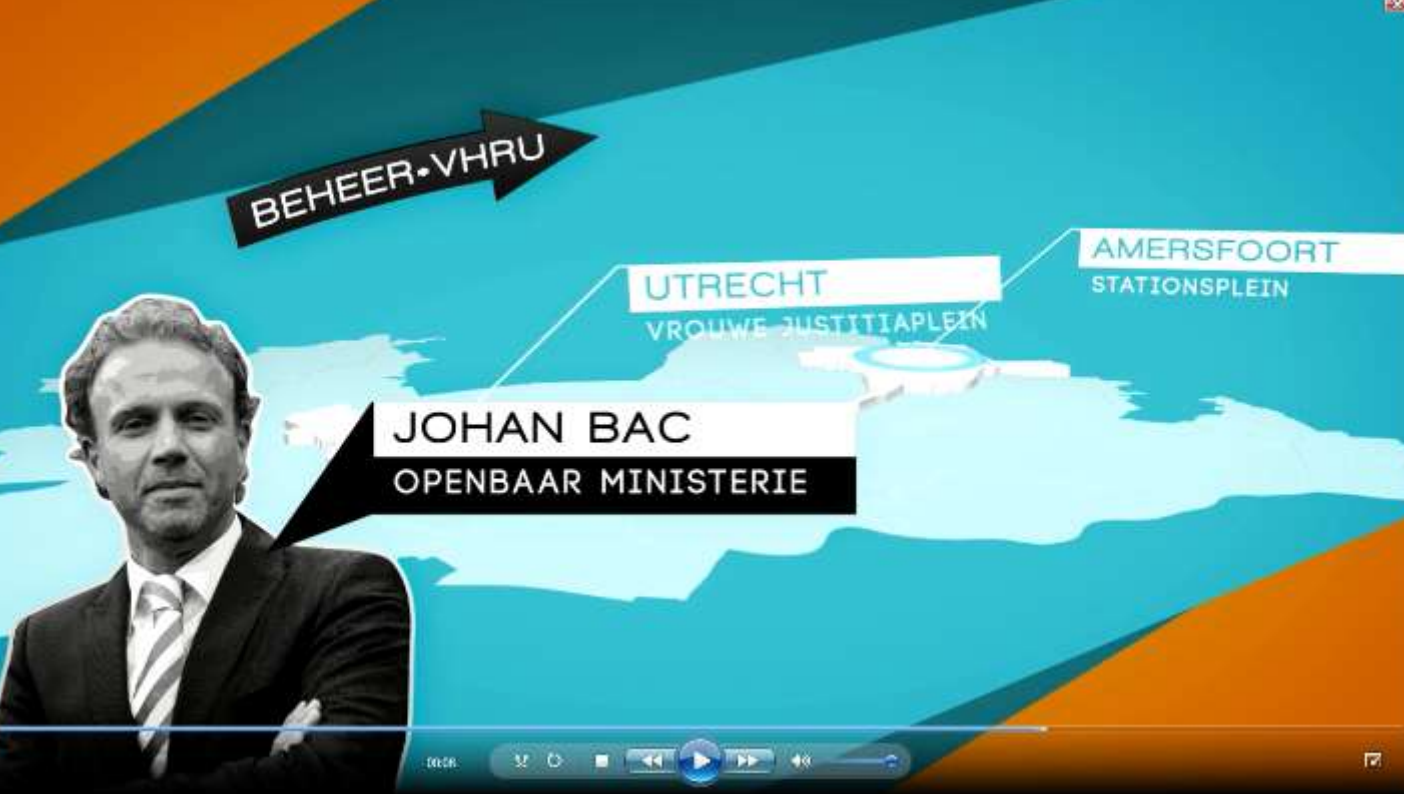 BEHEER•VHRU
UTRECHT
VROUWE JUSTITIAPLEIN
AMERSFOORT
STATIONSPLEIN
JOHAN BAC
OPENBAAR MINISTERIE